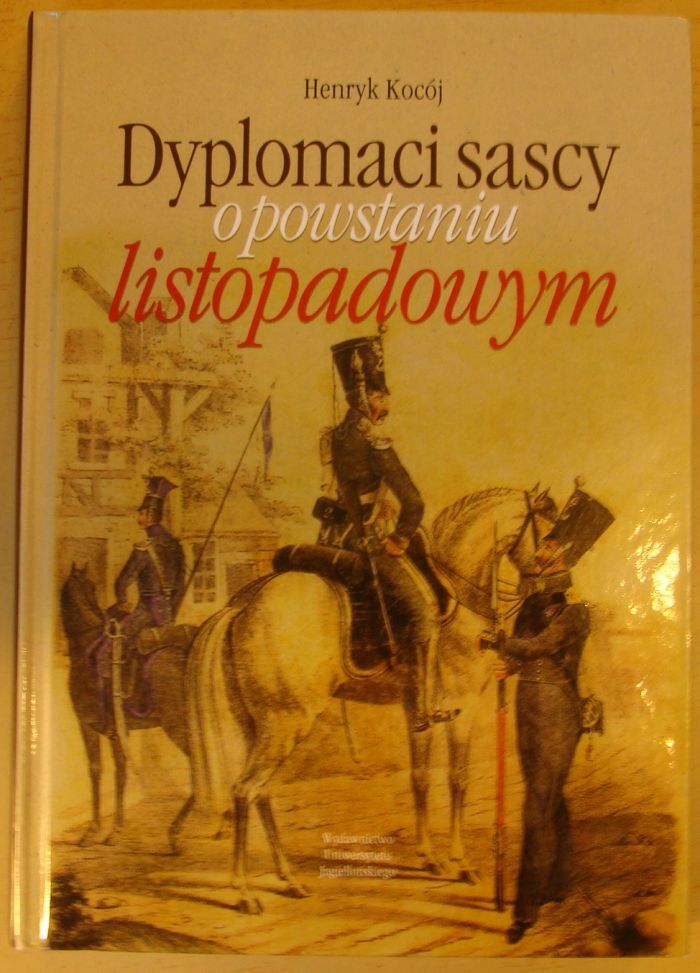 Henryk Kocój
Dyplomaci sascy
o powstaniu
listopadowym
Wydawnictwo
Uniwersytetu
Jagiellońskiego